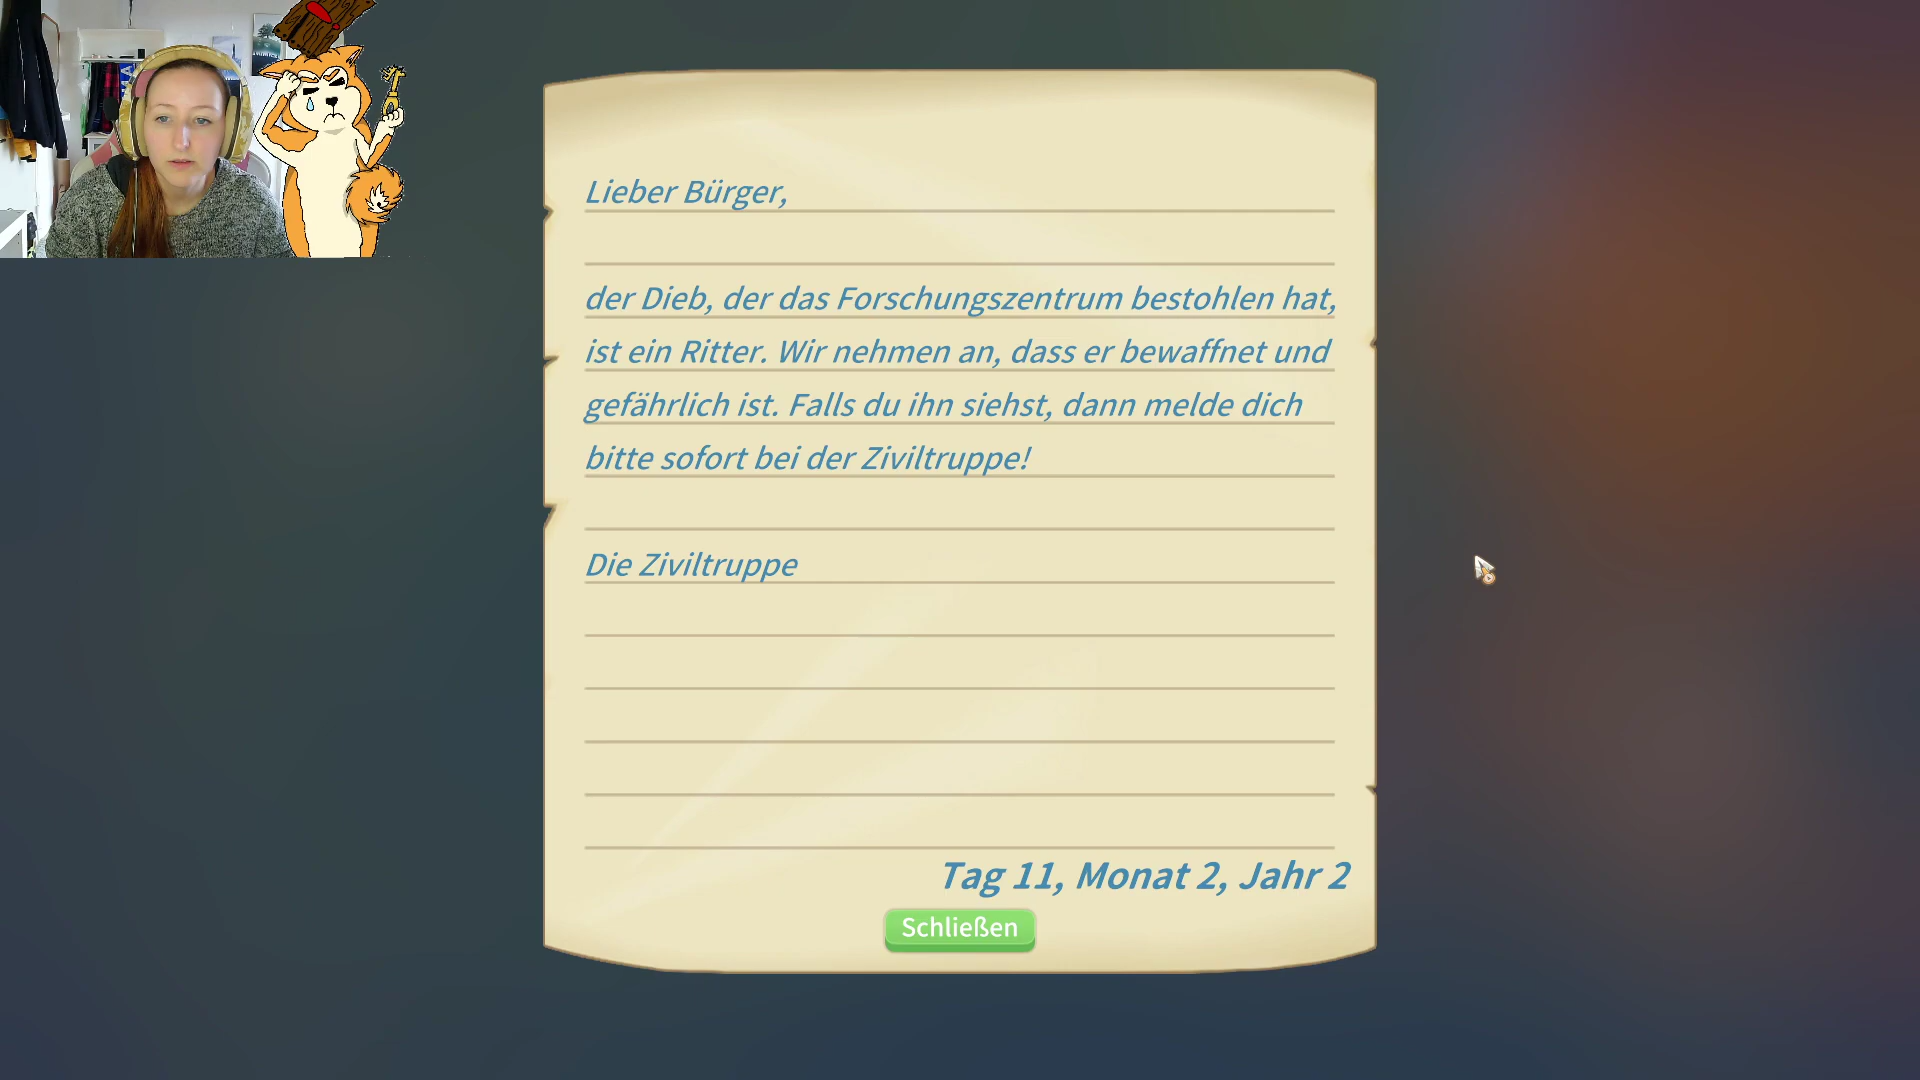 Lieber Bürger,
der Dieb, der das Forschungszentrum bestohlen hat,
ist ein Ritter. Wir nehmen an, dass er bewaffnet und
gefährlich ist. Falls du ihn siehst, dann melde dich
bitte sofort bei der Ziviltruppe!
Die Ziviltruppe
Tag 11, Monat 2, Jahr 2
Schließen